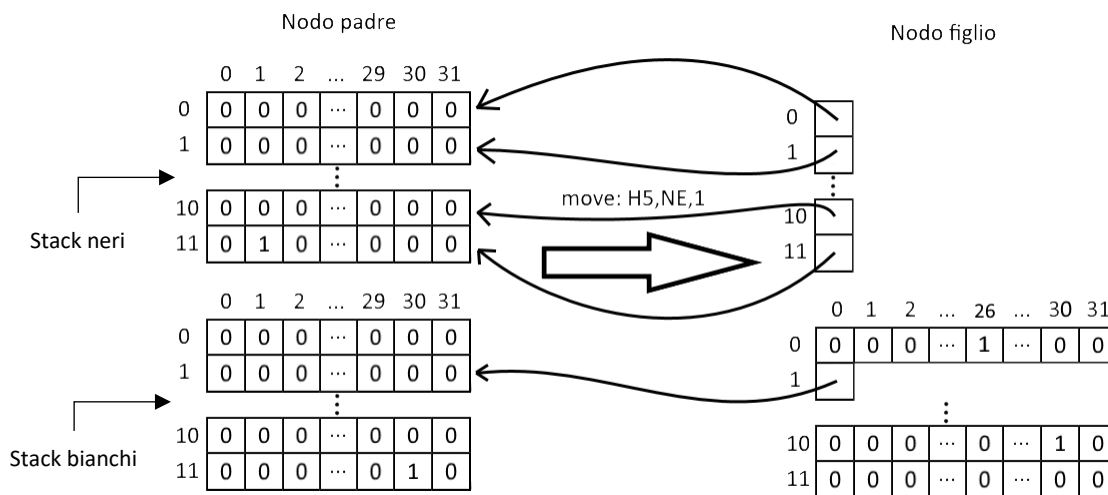 Nodo padre
Nodo figlio
0 1 2 ... 29 30 31
0 0 0 0 ... 0 0 0
1 0 0 0 ... 0 0 0
10 0 0 0 ... 0 0 0
11 0 1 0 ... 0 0 0
Stack neri
0
1
10
11
move: H5,NE,1
0 1 2 ... 29 30 31
0 0 0 0 ... 0 0 0
1 0 0 0 ... 0 0 0
10 0 0 0 ... 0 0 0
11 0 0 0 ... 0 1 0
Stack bianchi
0 1 2 ... 26 ... 30 31
0 0 0 0 ... 1 ... 0 0
1
10 0 0 0 ... 0 ... 1 0
11 0 0 0 ... 0 ... 0 0